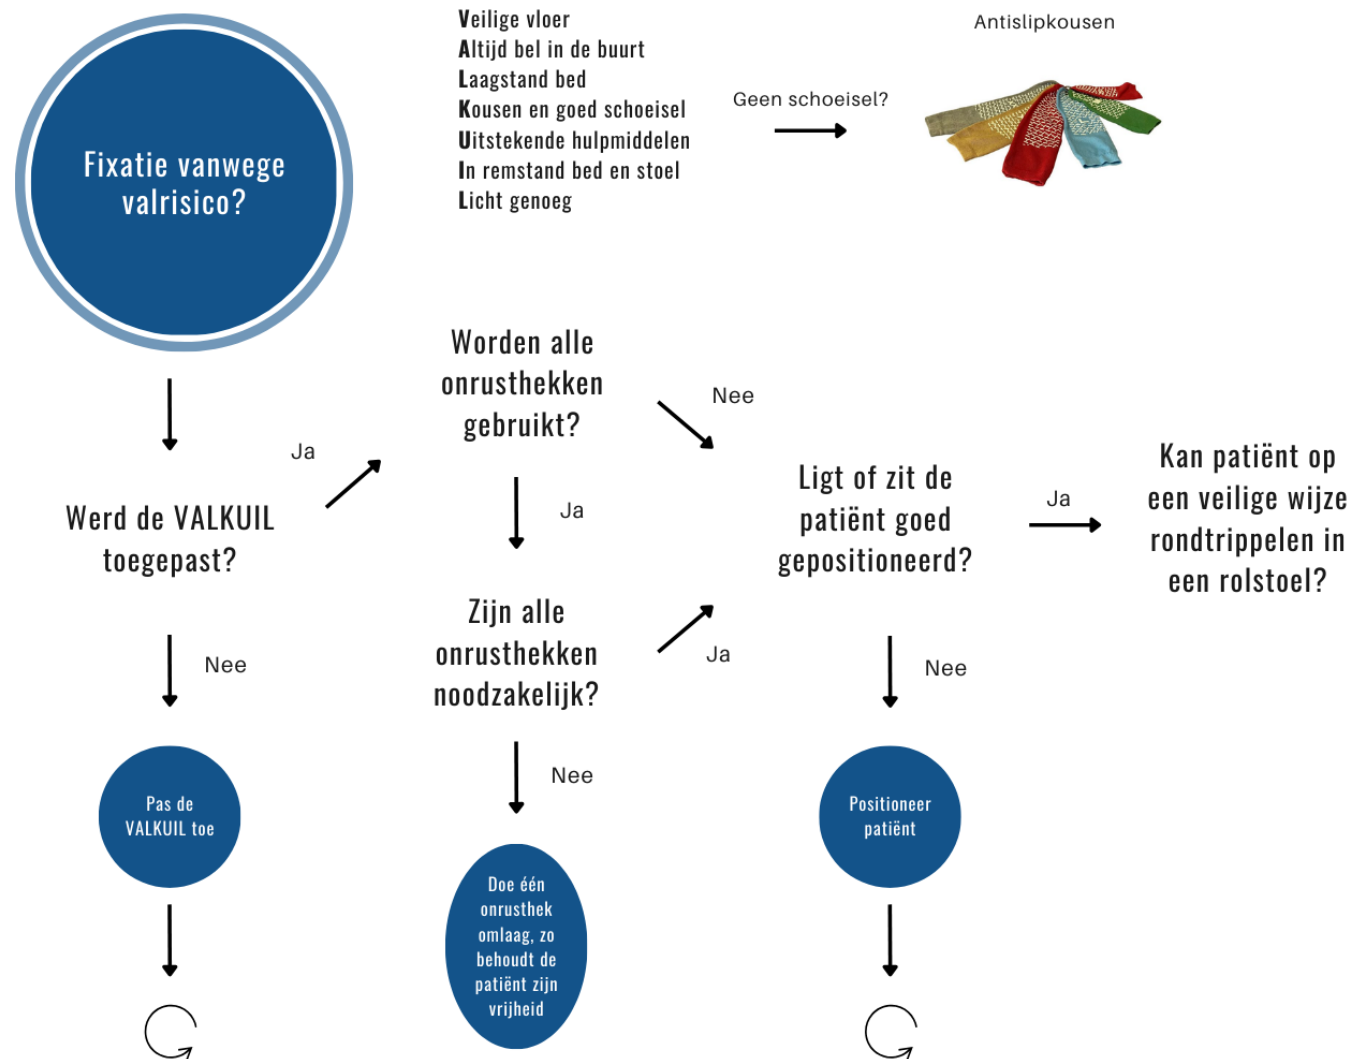 Fixatie vanwege
valrisico?
Veilige vloer
Altijd bel in de buurt
Laagstand bed
Kousen en goed schoeisel
Uitstekende hulpmiddelen
In remstand bed en stoel
Licht genoeg
Geen schoeisel?
Antislipkousen
Werd de VALKUIL
toegepast?
Ja
Nee
Pas de
VALKUIL toe
Worden alle
onrusthekken
gebruikt?
Nee
Ja
Zijn alle
onrusthekken
noodzakelijk?
Ja
Nee
Doe één
onrusthek
omlaag, zo
behoudt de
patiënt zijn
vrijheid
Ligt of zit de
patiënt goed
gepositioneerd?
Ja
Nee
Positioneer
patiënt
Kan patiënt op
een veilige wijze
rondtrippelen in
een rolstoel?